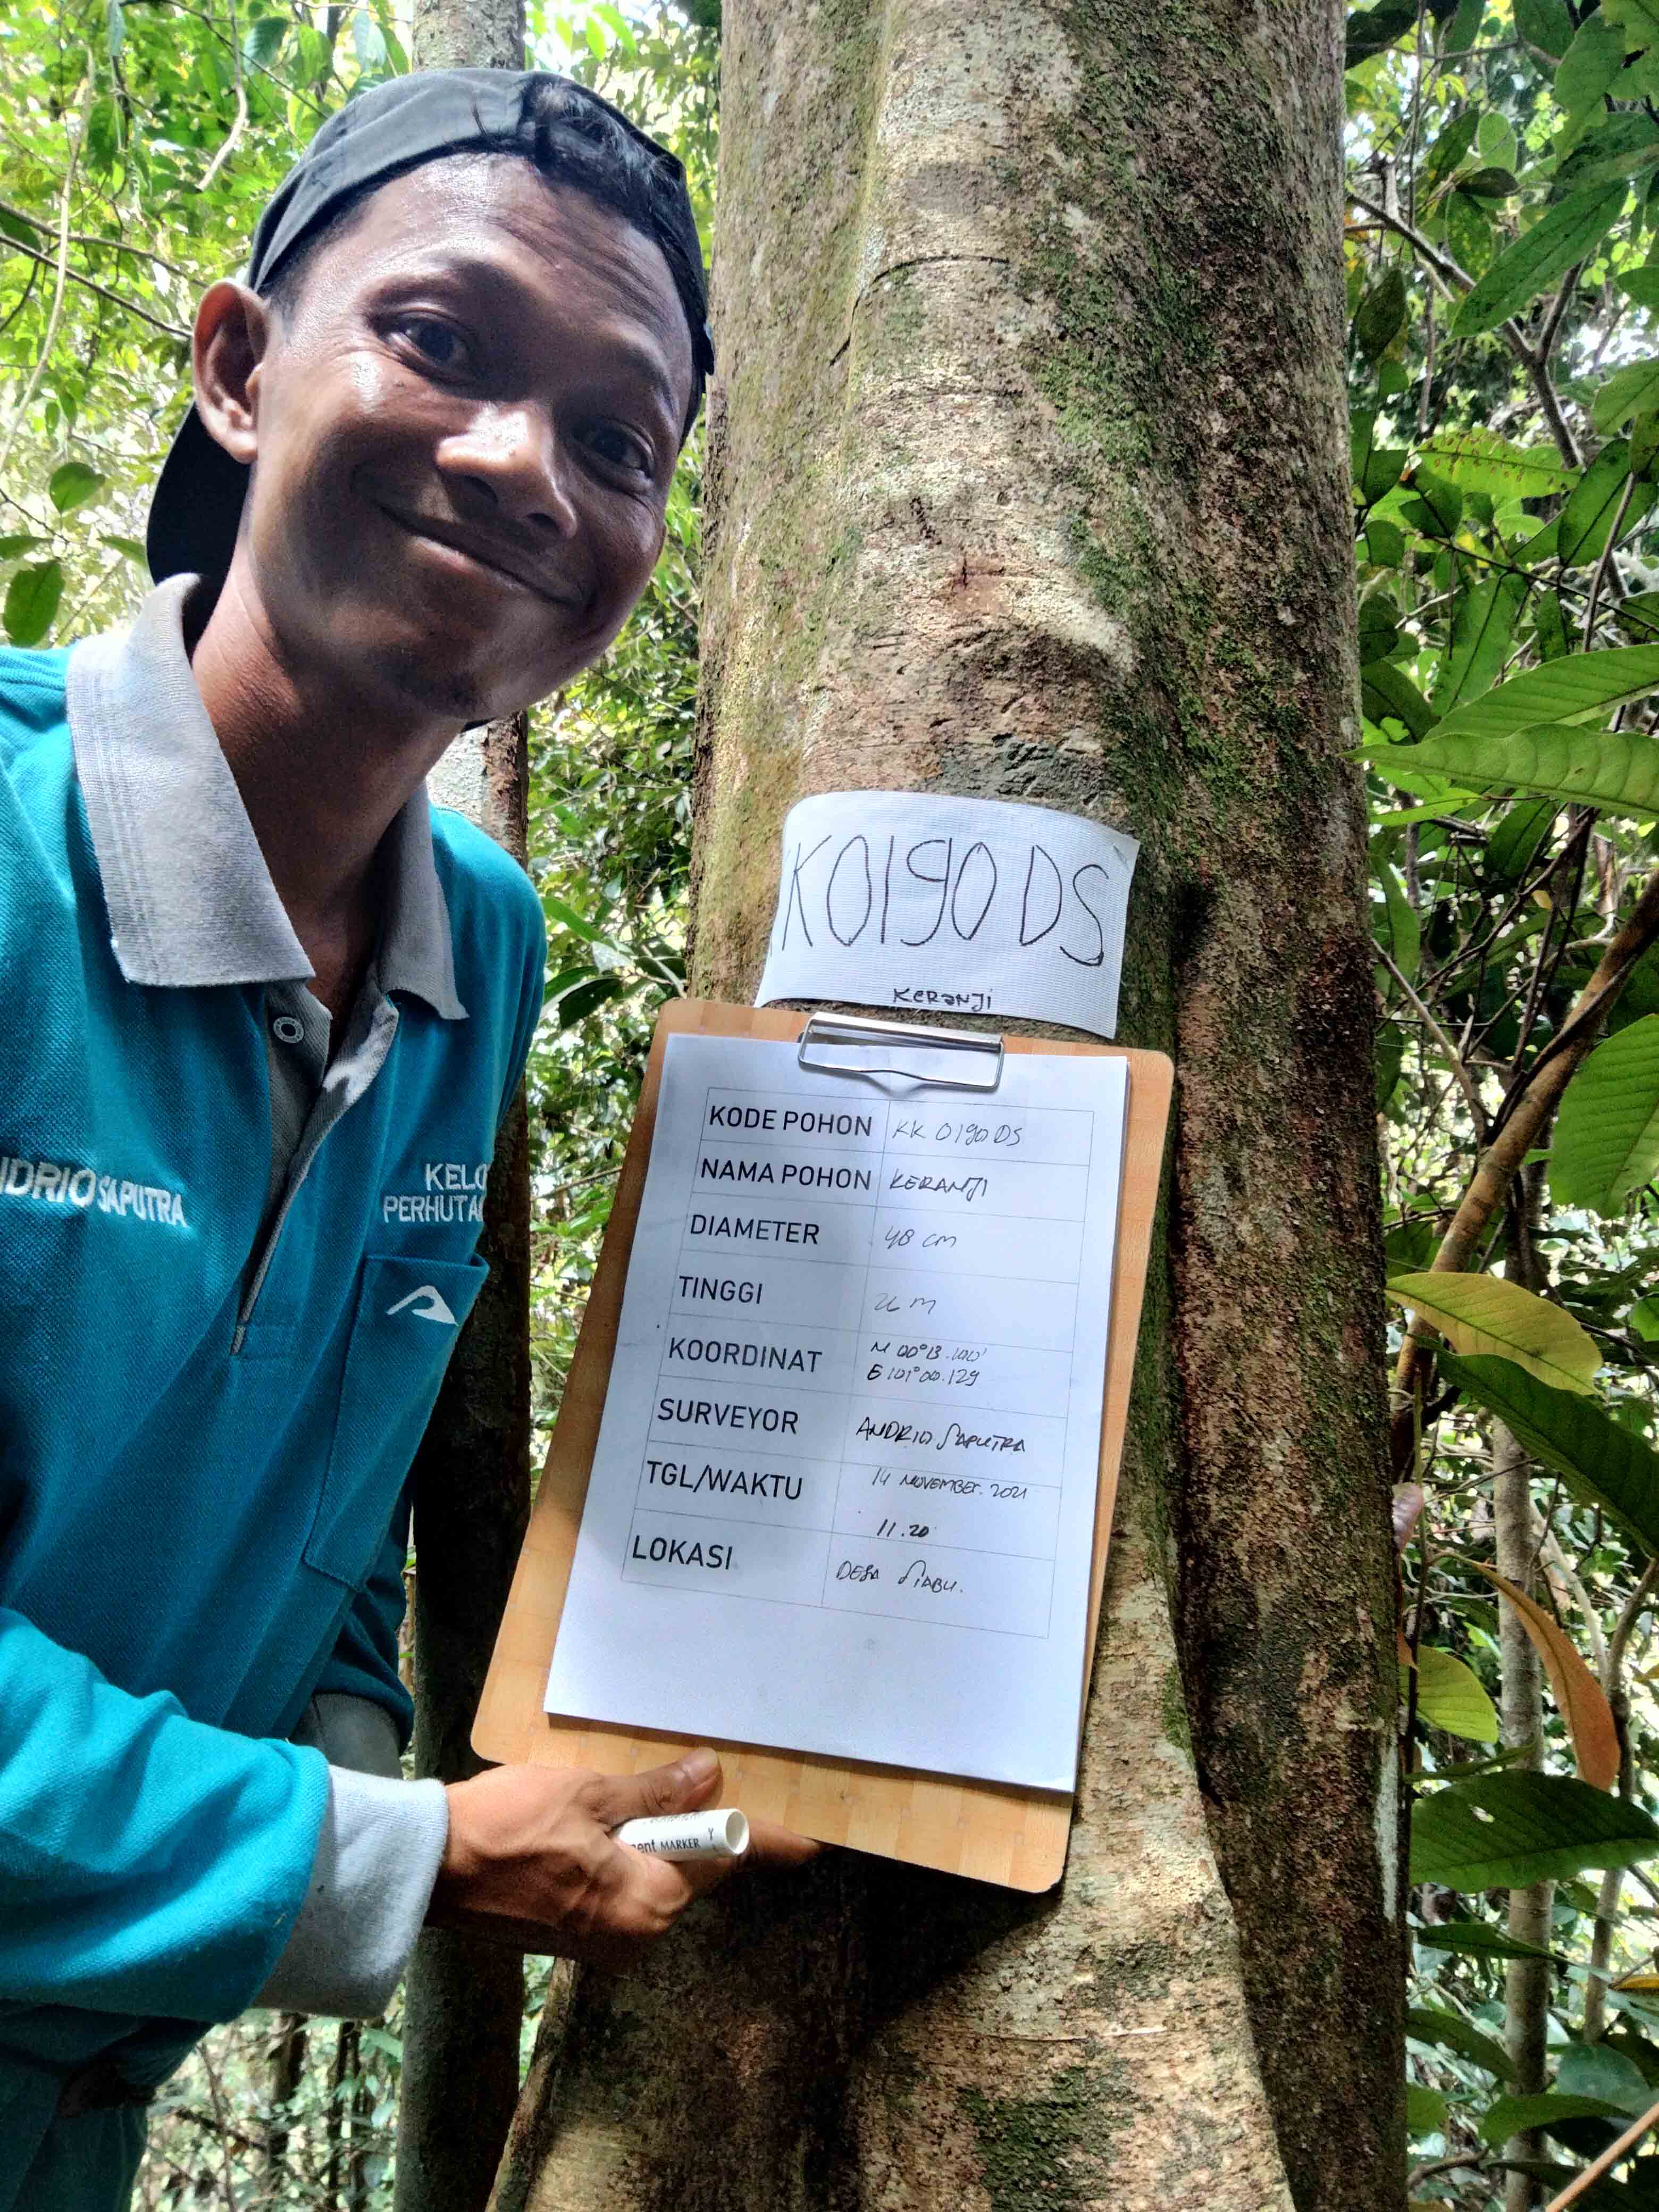 KK0190 DS
KERANJI
KODE POHON KK 0190 DS
NAMA POHON KERANJI
DIAMETER 48 cm
TINGGI 26 M
KOORDINAT N 00°13.100'
E 101°00.129
SURVEYOR ANDRIO SAPUTRA
TGL/WAKTU 14 NOVEMBER. 2021
11.20
LOKASI DESA SIABU.
NDRIO SAPUTRA
KELO
PERHUTA
MARKER